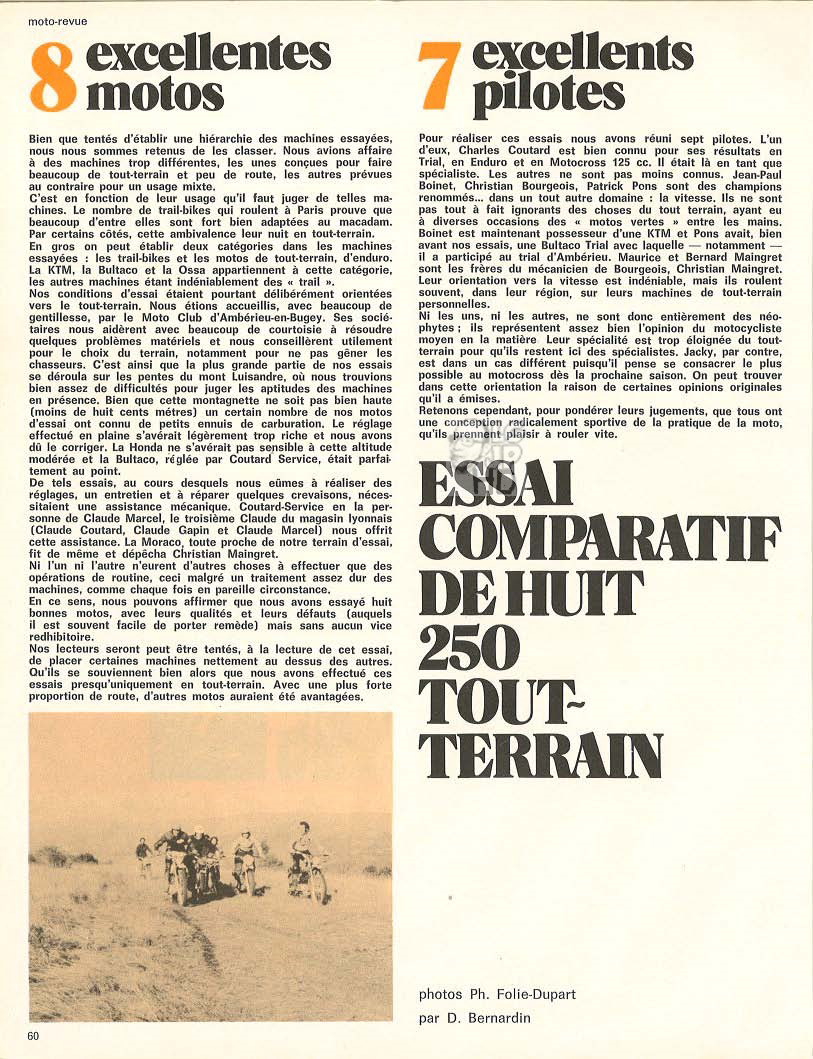 moto-revue
8 excellentes
motos
Bien que tentés d'établir une hiérarchie des machines essayées,
nous nous sommes retenus de les classer. Nous avions affaire
à des machines trop différentes, les unes conçues pour faire
beaucoup de tout-terrain et peu de route, les autres prévues
au contraire pour un usage mixte.
C'est en fonction de leur usage qu'il faut juger de telles ma-
chines. Le nombre de trail-bikes qui roulent à Paris prouve que
beaucoup d'entre elles sont fort bien adaptées au macadam.
Par certains côtés, cette ambivalence leur nuit en tout-terrain.
En gros on peut établir deux catégories dans les machines
essayées : les trail-bikes et les motos de tout-terrain, d'enduro.
La KTM, la Bultaco et la Ossa appartiennent à cette catégorie,
les autres machines étant indéniablement des « trail ».
Nos conditions d'essai étaient pourtant délibérément orientées
vers le tout-terrain. Nous étions accueillis, avec beaucoup de
gentillesse, par le Moto Club d'Ambérieu-en-Bugey. Ses socié-
taires nous aidèrent avec beaucoup de courtoisie à résoudre
quelques problèmes matériels et nous conseillèrent utilement
pour le choix du terrain, notamment pour ne pas gêner les
chasseurs. C'est ainsi que la plus grande partie de nos essais
se déroula sur les pentes du mont Luisandre, où nous trouvions
bien assez de difficultés pour juger les aptitudes des machines
en présence. Bien que cette montagnette ne soit pas bien haute
(moins de huit cents métres) un certain nombre de nos motos
d'essai ont connu de petits ennuis de carburation. Le réglage
effectué en plaine s'avérait légèrement trop riche et nous avons
dû le corriger. La Honda ne s'avérait pas sensible à cette altitude
modérée et la Bultaco, réglée par Coutard Service, était parfai-
tement au point.
De tels essais, au cours desquels nous eûmes à réaliser des
réglages, un entretien et à réparer quelques crevaisons, néces-
sitaient une assistance mécanique. Coutard-Service en la per-
sonne de Claude Marcel, le troisième Claude du magasin lyonnais
(Claude Coutard, Claude Gapin et Claude Marcel) nous offrit
cette assistance. La Moraco, toute proche de notre terrain d'essai,
fit de même et dépêcha Christian Maingret.
Ni l'un ni l'autre n'eurent d'autres choses à effectuer que des
opérations de routine, ceci malgré un traitement assez dur des
machines, comme chaque fois en pareille circonstance.
En ce sens, nous pouvons affirmer que nous avons essayé huit
bonnes motos, avec leurs qualités et leurs défauts (auquels
il est souvent facile de porter remède) mais sans aucun vice
redhibitoire.
Nos lecteurs seront peut être tentés, à la lecture de cet essai,
de placer certaines machines nettement au dessus des autres.
Qu'ils se souviennent bien alors que nous avons effectué ces
essais presqu'uniquement en tout-terrain. Avec une plus forte
proportion de route, d'autres motos auraient été avantagées.
7 excellents
pilotes
Pour réaliser ces essais nous avons réuni sept pilotes. L'un
d'eux, Charles Coutard est bien connu pour ses résultats en
Trial, en Enduro et en Motocross 125 cc. Il était là en tant que
spécialiste. Les autres ne sont pas moins connus. Jean-Paul
Boinet, Christian Bourgeois, Patrick Pons sont des champions
renommés... dans un tout autre domaine : la vitesse. Ils ne sont
pas tout à fait ignorants des choses du tout terrain, ayant eu
à diverses occasions des « motos vertes » entre les mains.
Boinet est maintenant possesseur d'une KTM et Pons avait, bien
avant nos essais, une Bultaco Trial avec laquelle — notamment —
il a participé au trial d'Ambérieu. Maurice et Bernard Maingret
sont les frères du mécanicien de Bourgeois, Christian Maingret.
Leur orientation vers la vitesse est indéniable, mais ils roulent
souvent, dans leur région, sur leurs machines de tout-terrain
personnelles.
Ni les uns, ni les autres, ne sont donc entièrement des néo-
phytes ; ils représentent assez bien l'opinion du motocycliste
moyen en la matière Leur spécialité est trop éloignée du tout-
terrain pour qu'ils restent ici des spécialistes. Jacky, par contre,
est dans un cas différent puisqu'il pense se consacrer le plus
possible au motocross dès la prochaine saison. On peut trouver
dans cette orientation la raison de certaines opinions originales
qu'il a émises.
Retenons cependant, pour pondérer leurs jugements, que tous ont
une conception radicalement sportive de la pratique de la moto,
qu'ils prennent plaisir à rouler vite.
ESSAI
COMPARATIF
DE HUIT
250
TOUT-
TERRAIN
photos Ph. Folie-Dupart
par D. Bernardin
60